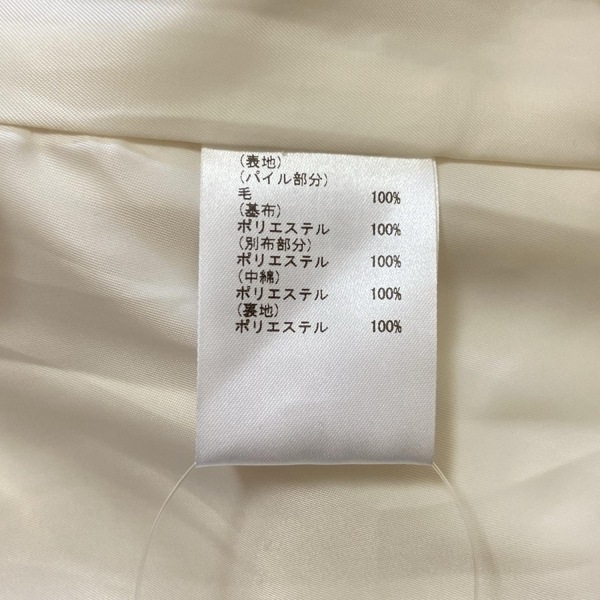 (表地)
(パイル部分)
毛 100%
(基布)
ポリエステル 100%
(別布部分)
ポリエステル 100%
(中綿)
ポリエステル 100%
(裏地)
ポリエステル 100%